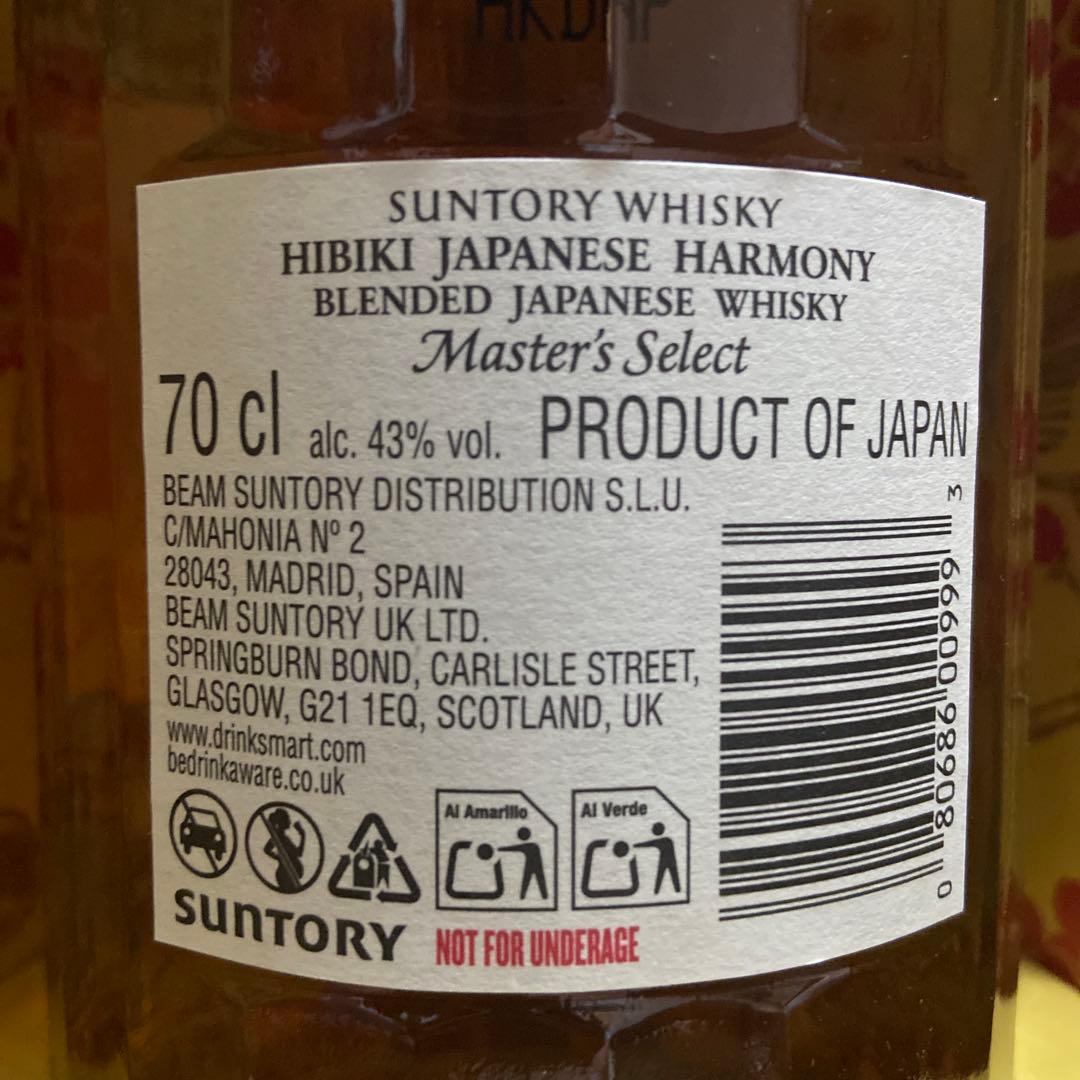 SUNTORY WHISKY
HIBIKI JAPANESE HARMONY
BLENDED JAPANESE WHISKY
Master's Select
70 cl alc. 43% vol. PRODUCT OF JAPAN
BEAM SUNTORY DISTRIBUTION S.L.U.
C/MAHONIA Nº 2
28043, MADRID, SPAIN
BEAM SUNTORY UK LTD.
SPRINGBURN BOND, CARLISLE STREET,
GLASGOW, G21 1EQ, SCOTLAND, UK
www.drinksmart.com
bedrinkaware.co.uk
Al Amarillo
Al Verde
SUNTORY
NOT FOR UNDERAGE
0 80686 00999 3